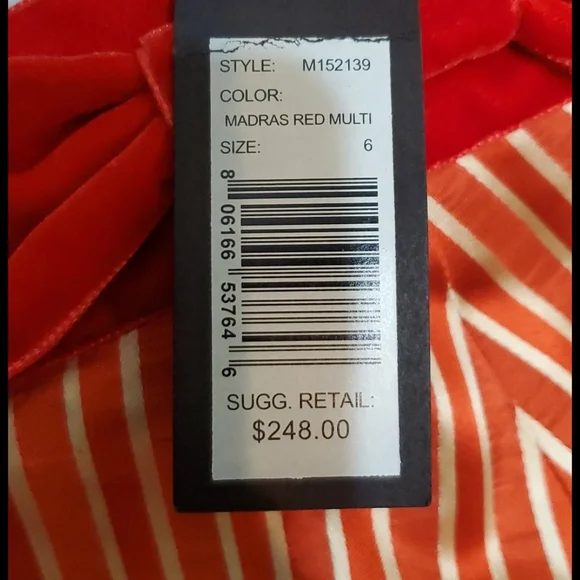 STYLE: M152139
COLOR:
MADRAS RED MULTI
SIZE: 6
8 06166 53764 6
SUGG. RETAIL:
$248.00